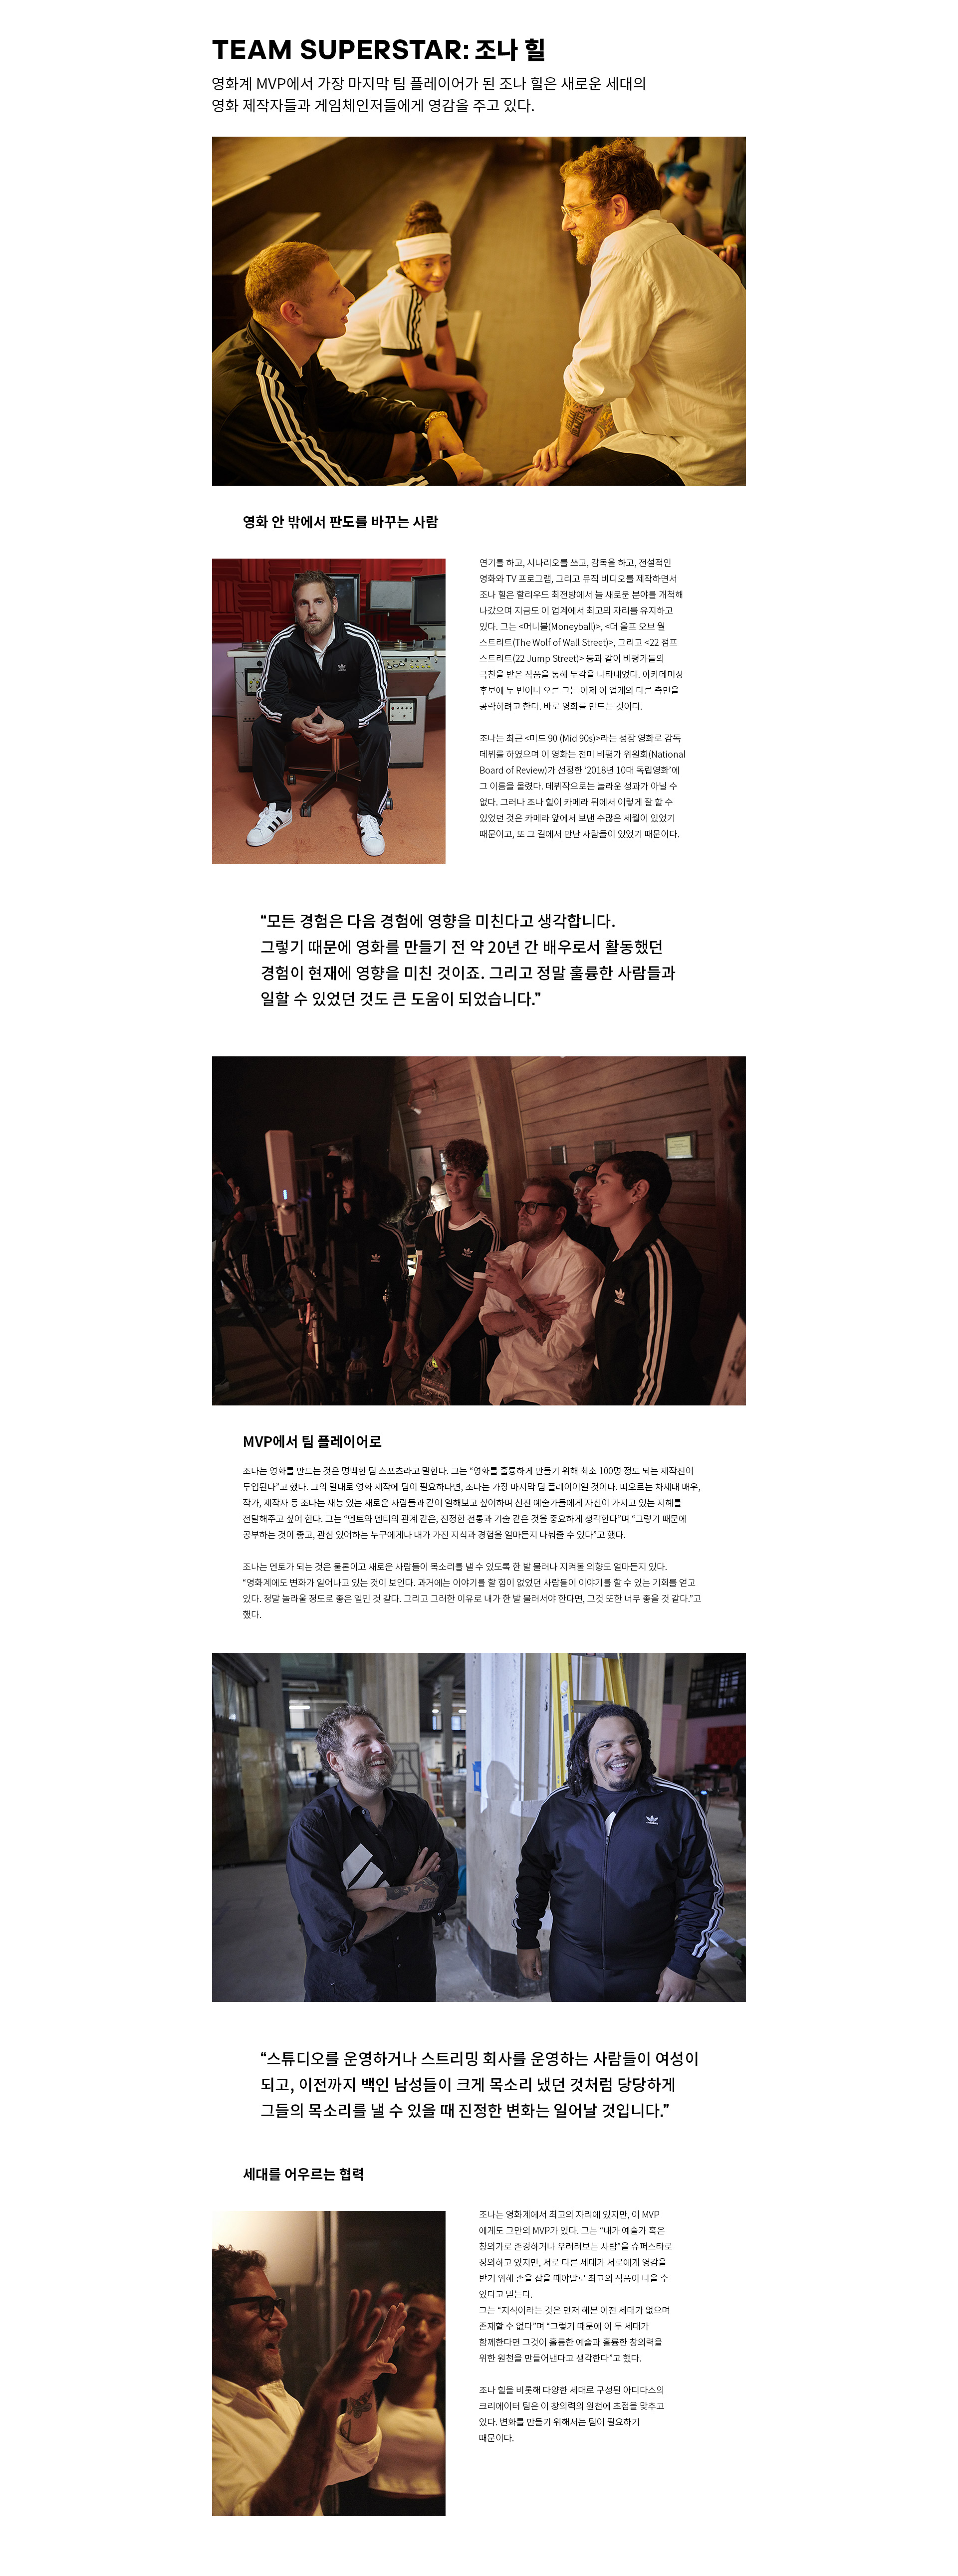 TEAM SUPERSTAR: 조나 힐
영화계 MVP에서 가장 마지막 팀 플레이어가 된 조나 힐은 새로운 세대의
영화 제작자들과 게임체인저들에게 영감을 주고 있다.
영화 안 밖에서 판도를 바꾸는 사람
연기를 하고, 시나리오를 쓰고, 감독을 하고, 전설적인
영화와 TV 프로그램, 그리고 뮤직 비디오를 제작하면서
조나 힐은 할리우드 최전방에서 늘 새로운 분야를 개척해
나갔으며 지금도 이 업계에서 최고의 자리를 유지하고
있다. 그는 <머니볼(Moneyball)>, <더 울프 오브 월
스트리트(The Wolf of Wall Street)>, 그리고 <22 점프
스트리트(22 Jump Street)> 등과 같이 비평가들의
극찬을 받은 작품을 통해 두각을 나타내었다. 아카데미상
후보에 두 번이나 오른 그는 이제 이 업계의 다른 측면을
공략하려고 한다. 바로 영화를 만드는 것이다.
조나는 최근 <미드 90 (Mid 90s)>라는 성장 영화로 감독
데뷔를 하였으며 이 영화는 전미 비평가 위원회(National
Board of Review)가 선정한 ‘2018년 10대 독립영화’에
그 이름을 올렸다. 데뷔작으로는 놀라운 성과가 아닐 수
없다. 그러나 조나 힐이 카메라 뒤에서 이렇게 잘 할 수
있었던 것은 카메라 앞에서 보낸 수많은 세월이 있었기
때문이고, 또 그 길에서 만난 사람들이 있었기 때문이다.
“모든 경험은 다음 경험에 영향을 미친다고 생각합니다.
그렇기 때문에 영화를 만들기 전 약 20년 간 배우로서 활동했던
경험이 현재에 영향을 미친 것이죠. 그리고 정말 훌륭한 사람들과
일할 수 있었던 것도 큰 도움이 되었습니다.”
MVP에서 팀 플레이어로
조나는 영화를 만드는 것은 명백한 팀 스포츠라고 말한다. 그는 “영화를 훌륭하게 만들기 위해 최소 100명 정도 되는 제작진이
투입된다”고 했다. 그의 말대로 영화 제작에 팀이 필요하다면, 조나는 가장 마지막 팀 플레이어일 것이다. 떠오르는 차세대 배우,
작가, 제작자 등 조나는 재능 있는 새로운 사람들과 같이 일해보고 싶어하며 신진 예술가들에게 자신이 가지고 있는 지혜를
전달해주고 싶어 한다. 그는 “멘토와 멘티의 관계 같은, 진정한 전통과 기술 같은 것을 중요하게 생각한다”며 “그렇기 때문에
공부하는 것이 좋고, 관심 있어하는 누구에게나 내가 가진 지식과 경험을 얼마든지 나눠줄 수 있다”고 했다.
조나는 멘토가 되는 것은 물론이고 새로운 사람들이 목소리를 낼 수 있도록 한 발 물러나 지켜볼 의향도 얼마든지 있다.
“영화계에도 변화가 일어나고 있는 것이 보인다. 과거에는 이야기를 할 힘이 없었던 사람들이 이야기를 할 수 있는 기회를 얻고
있다. 정말 놀라울 정도로 좋은 일인 것 같다. 그리고 그러한 이유로 내가 한 발 물러서야 한다면, 그것 또한 너무 좋을 것 같다.”고
했다.
“스튜디오를 운영하거나 스트리밍 회사를 운영하는 사람들이 여성이
되고, 이전까지 백인 남성들이 크게 목소리 냈던 것처럼 당당하게
그들의 목소리를 낼 수 있을 때 진정한 변화는 일어날 것입니다.”
세대를 어우르는 협력
조나는 영화계에서 최고의 자리에 있지만, 이 MVP
에게도 그만의 MVP가 있다. 그는 “내가 예술가 혹은
창의가로 존경하거나 우러러보는 사람”을 슈퍼스타로
정의하고 있지만, 서로 다른 세대가 서로에게 영감을
받기 위해 손을 잡을 때야말로 최고의 작품이 나올 수
있다고 믿는다.
그는 “지식이라는 것은 먼저 해본 이전 세대가 없으며
존재할 수 없다”며 “그렇기 때문에 이 두 세대가
함께한다면 그것이 훌륭한 예술과 훌륭한 창의력을
위한 원천을 만들어낸다고 생각한다”고 했다.
조나 힐을 비롯해 다양한 세대로 구성된 아디다스의
크리에이터 팀은 이 창의력의 원천에 초점을 맞추고
있다. 변화를 만들기 위해서는 팀이 필요하기
때문이다.